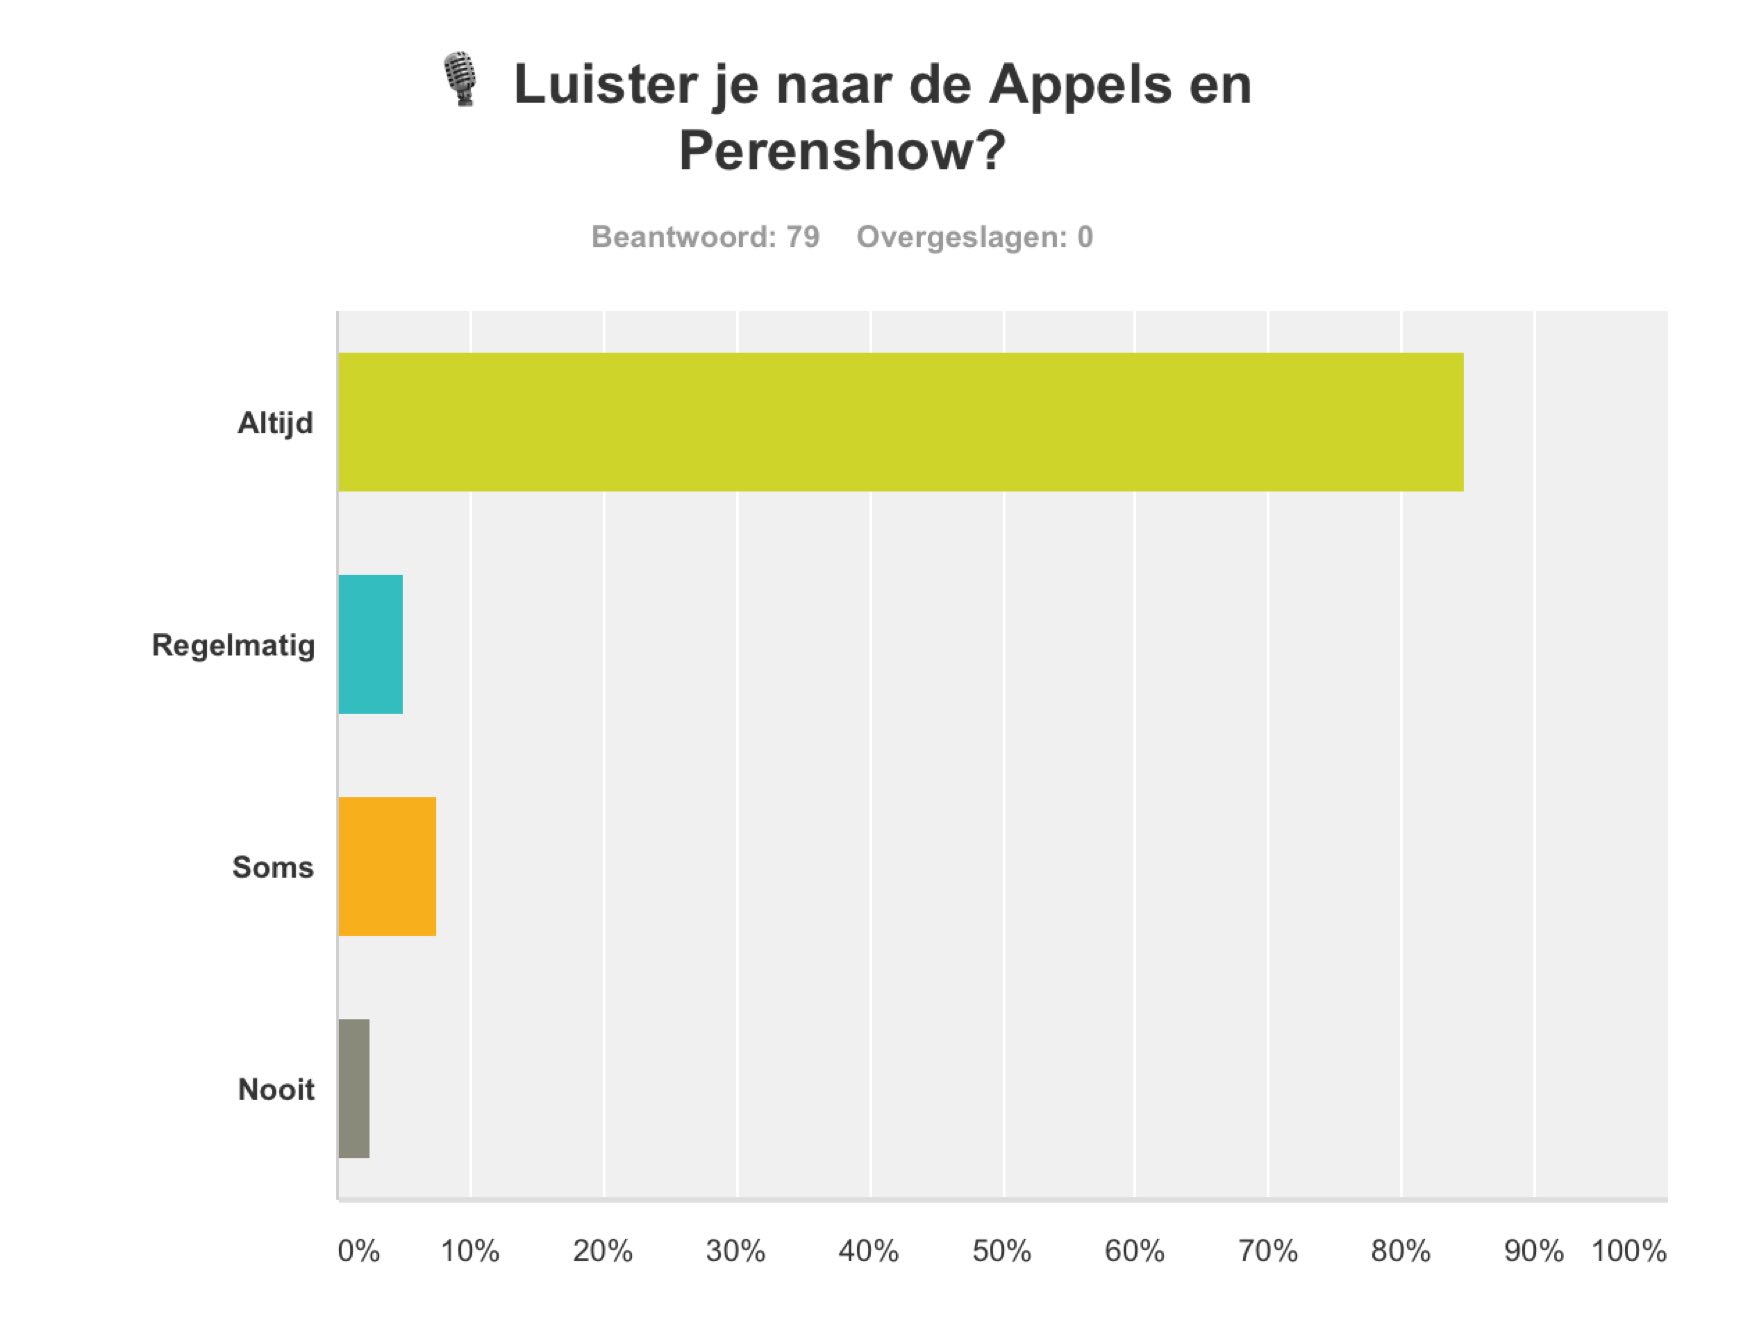 🎙 Luister je naar de Appels en
Perenshow?
Beantwoord: 79 Overgeslagen: 0
Altijd
Regelmatig
Soms
Nooit
0% 10% 20% 30% 40% 50% 60% 70% 80% 90% 100%